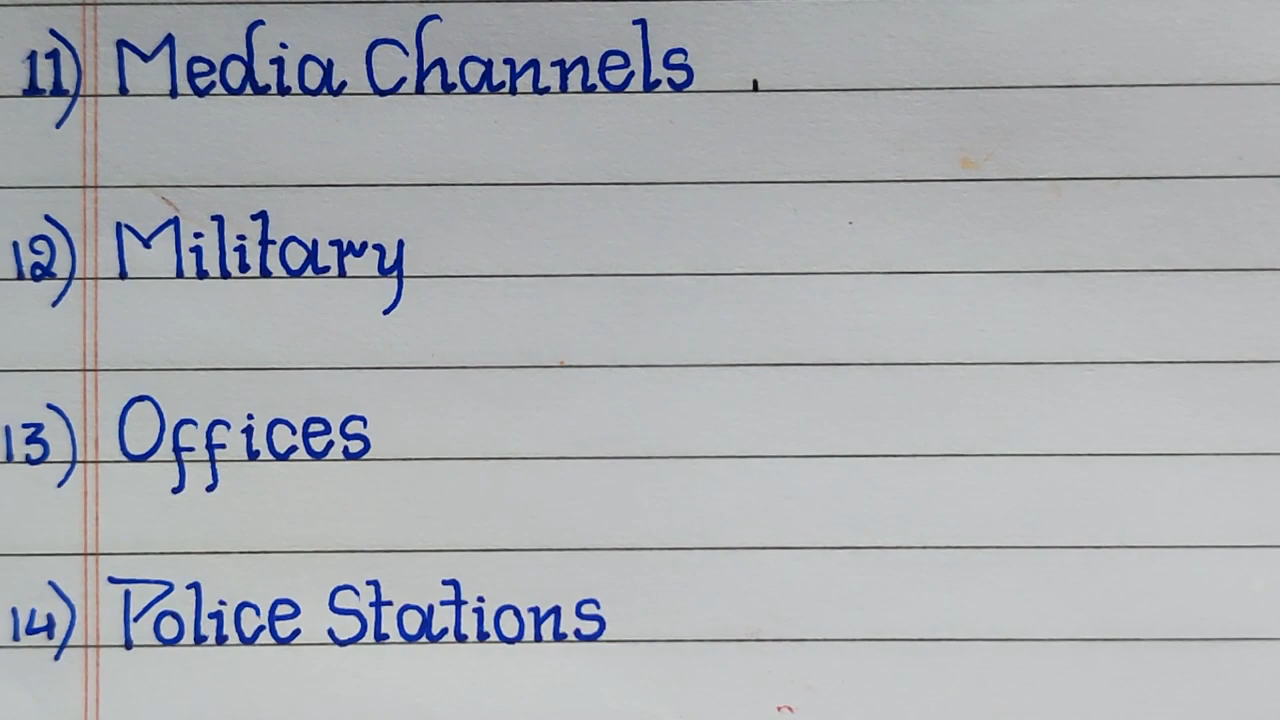 11) Media Channels
12) Military
13) Offices
14) Police Stations